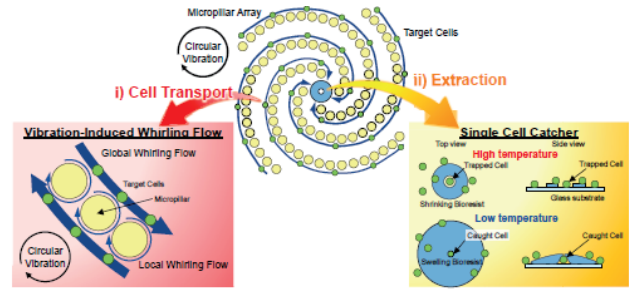 Micropillar Array
Target Cells
Circular
Vibration
i) Cell Transport
ii) Extraction
Vibration-Induced Whirling Flow
Global Whirling Flow
Target Cells
Micropillar
Circular
Vibration
Local Whirling Flow
Single Cell Catcher
Top view
Side view
High temperature
Trapped Cell
Trapped Cell
Shrinking Bioresist
Glass substrate
Low temperature
Caught Cell
Caught Cell
Swelling Bioresist